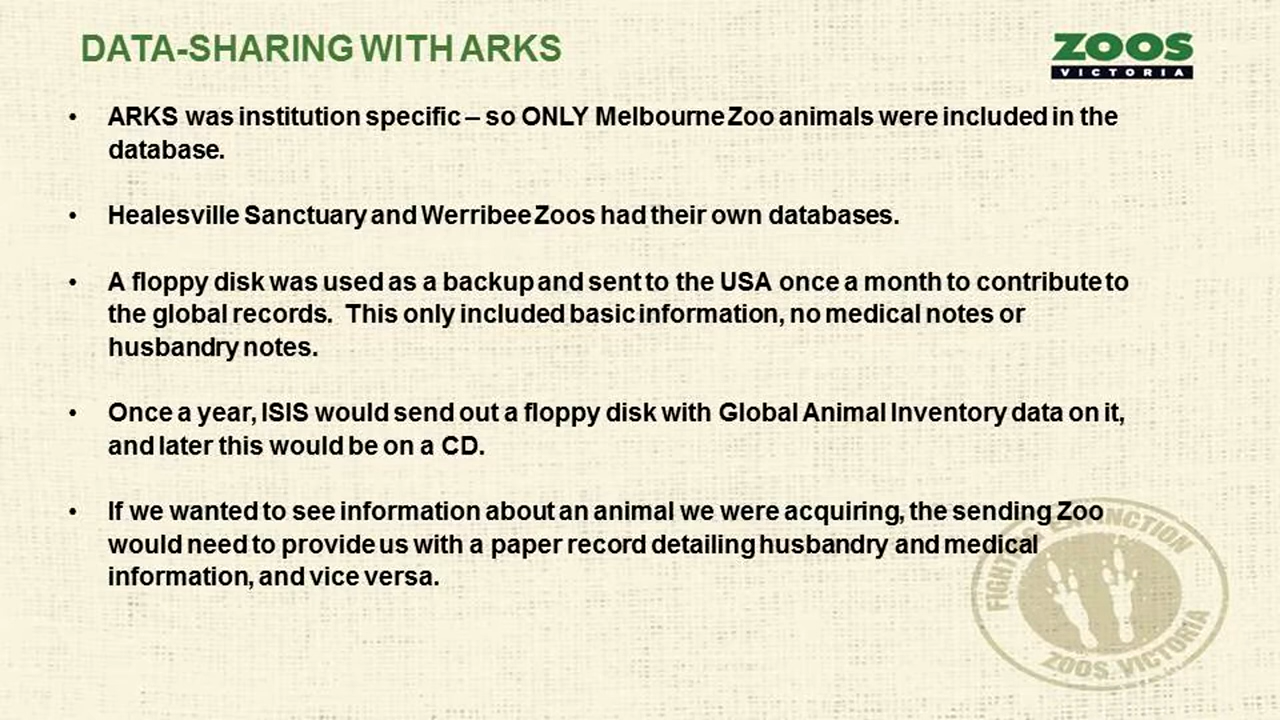 DATA-SHARING WITH ARKS
ZOOS
VICTORIA
• ARKS was institution specific – so ONLY Melbourne Zoo animals were included in the
database.
• Healesville Sanctuary and Werribee Zoos had their own databases.
• A floppy disk was used as a backup and sent to the USA once a month to contribute to
the global records.  This only included basic information, no medical notes or
husbandry notes.
• Once a year, ISIS would send out a floppy disk with Global Animal Inventory data on it,
and later this would be on a CD.
• If we wanted to see information about an animal we were acquiring, the sending Zoo
would need to provide us with a paper record detailing husbandry and medical
information, and vice versa.
ZOOS VICTORIA